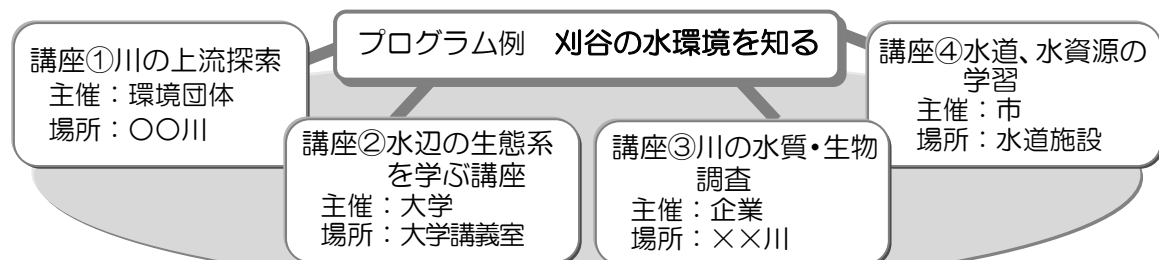 プログラム例　刈谷の水環境を知る
講座①川の上流探索
主催：環境団体
場所：〇〇川
講座②水辺の生態系
を学ぶ講座
主催：大学
場所：大学講義室
講座③川の水質・生物
調査
主催：企業
場所：××川
講座④水道、水資源の
学習
主催：市
場所：水道施設